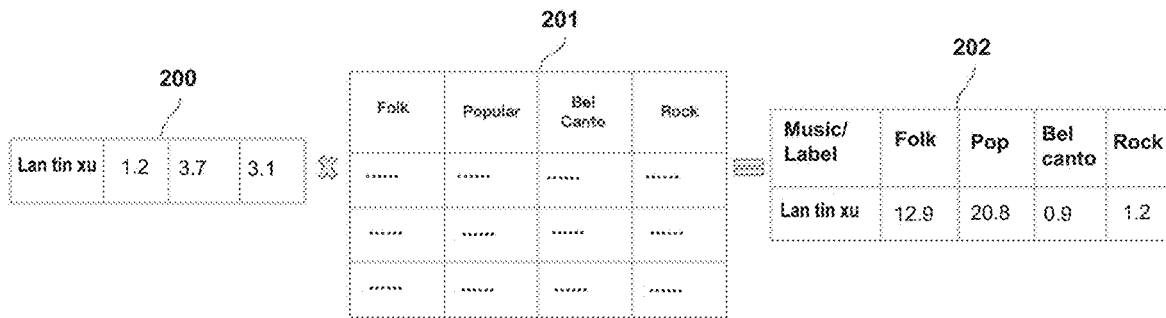 200
201
202
Lan tin xu 1.2 3.7 3.1
Folk Popular Bel Canto Rock
...... ...... ...... ......
...... ...... ...... ......
...... ...... ...... ......
Music/Label Folk Pop Bel canto Rock
Lan tin xu 12.9 20.8 0.9 1.2